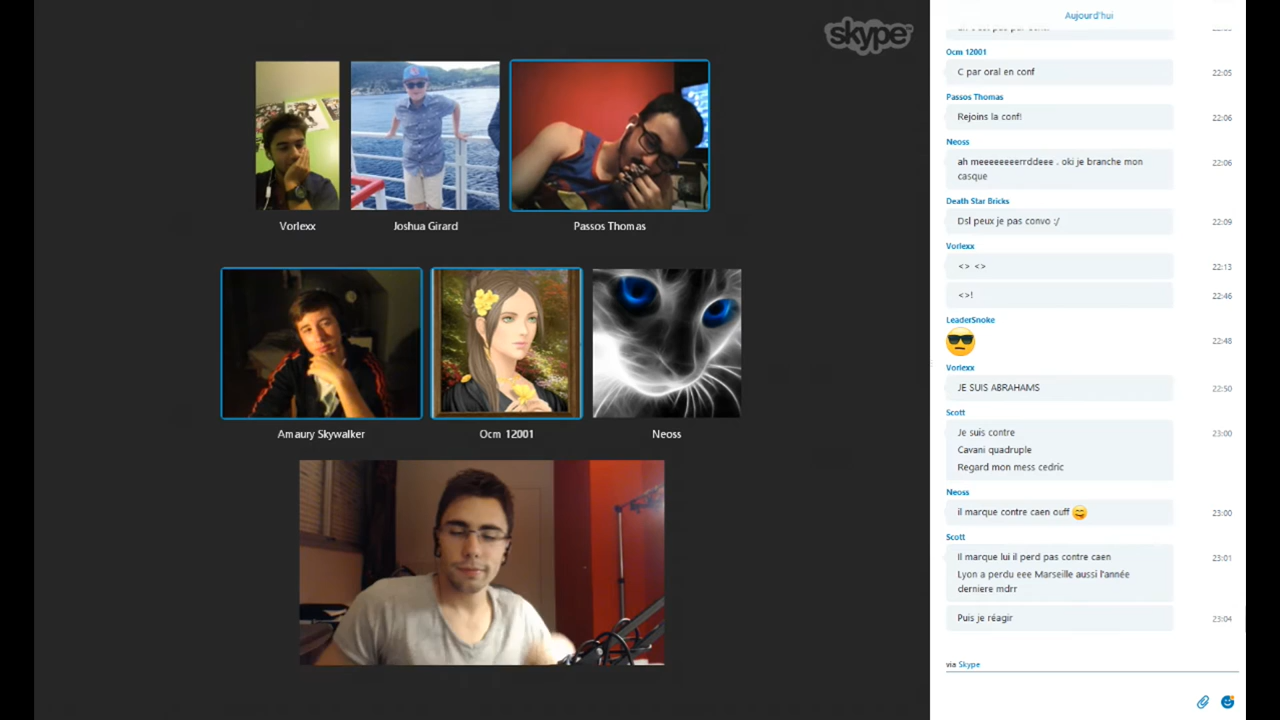 skype
Vorlexx
Joshua Girard
Passos Thomas
Amaury Skywalker
Ocm 12001
Neoss
Aujourd'hui
Ocm 12001
C par oral en conf 22:05
Passos Thomas
Rejoins la conf! 22:06
Neoss
ah meeeeeeerrddeee . oki je branche mon 22:06
casque
Death Star Bricks
Dsl peux je pas convo :/ 22:09
Vorlexx
<> <> 22:13
<>! 22:46
LeaderSnoke
22:48
Vorlexx
JE SUIS ABRAHAMS 22:50
Scott
Je suis contre 23:00
Cavani quadruple
Regard mon mess cedric
Neoss
il marque contre caen ouff 23:00
Scott
Il marque lui il perd pas contre caen 23:01
Lyon a perdu eee Marseille aussi l'année
derniere mdrr
Puis je réagir 23:04
via Skype